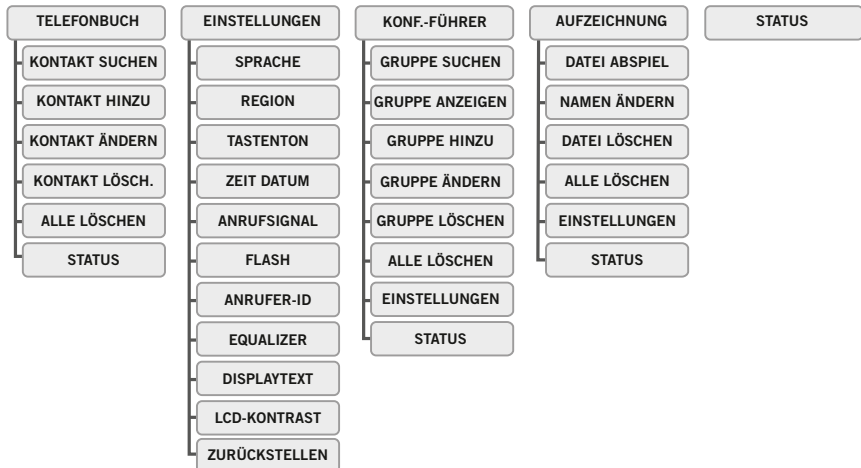 TELEFONBUCH
KONTAKT SUCHEN
KONTAKT HINZU
KONTAKT ÄNDERN
KONTAKT LÖSCH.
ALLE LÖSCHEN
STATUS
EINSTELLUNGEN
SPRACHE
REGION
TASTENTON
ZEIT DATUM
ANRUFSIGNAL
FLASH
ANRUFER-ID
EQUALIZER
DISPLAYTEXT
LCD-KONTRAST
ZURÜCKSTELLEN
KONF.-FÜHRER
GRUPPE SUCHEN
GRUPPE ANZEIGEN
GRUPPE HINZU
GRUPPE ÄNDERN
GRUPPE LÖSCHEN
ALLE LÖSCHEN
EINSTELLUNGEN
STATUS
AUFZEICHNUNG
DATEI ABSPIEL
NAMEN ÄNDERN
DATEI LÖSCHEN
ALLE LÖSCHEN
EINSTELLUNGEN
STATUS
STATUS